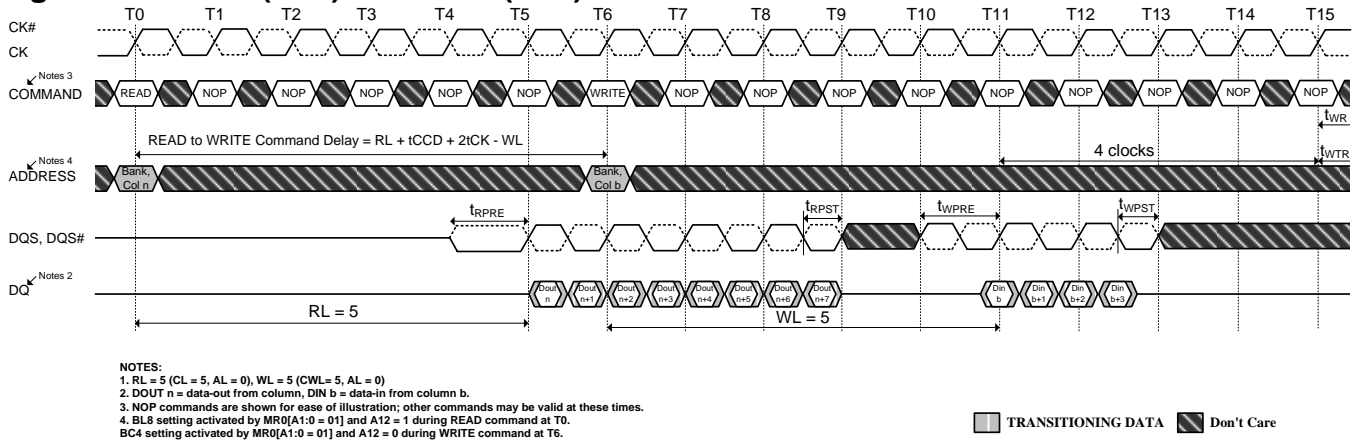 T0 T1 T2 T3 T4 T5 T6 T7 T8 T9 T10 T11 T12 T13 T14 T15
CK#
CK
Notes 3
COMMAND
READ NOP NOP NOP NOP NOP WRITE NOP NOP NOP NOP NOP NOP NOP NOP NOP
tWR
READ to WRITE Command Delay = RL + tCCD + 2tCK - WL
4 clocks
tWTR
Notes 4
ADDRESS
Bank, Col n
Bank, Col b
tRPRE tRPST tWPRE tWPST
DQS, DQS#
Notes 2
DQ
Dout n Dout n+1 Dout n+2 Dout n+3 Dout n+4 Dout n+5 Dout n+6 Dout n+7 Din b Din b+1 Din b+2 Din b+3
RL = 5
WL = 5
NOTES:
1. RL = 5 (CL = 5, AL = 0), WL = 5 (CWL= 5, AL = 0)
2. DOUT n = data-out from column, DIN b = data-in from column b.
3. NOP commands are shown for ease of illustration; other commands may be valid at these times.
4. BL8 setting activated by MR0[A1:0 = 01] and A12 = 1 during READ command at T0.
BC4 setting activated by MR0[A1:0 = 01] and A12 = 0 during WRITE command at T6.
TRANSITIONING DATA
Don't Care